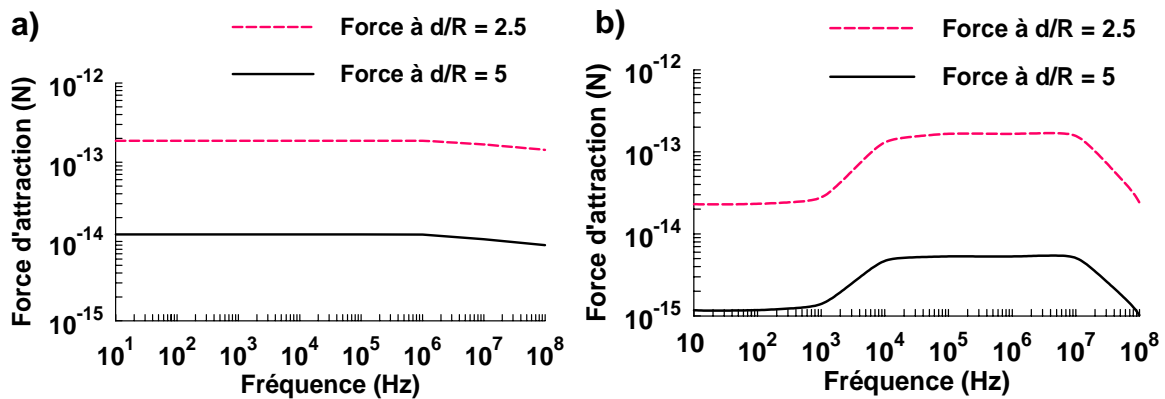 a)
Force à d/R = 2.5
Force à d/R = 5
Force d'attraction (N)
10-12
10-13
10-14
10-15
101 102 103 104 105 106 107 108
Fréquence (Hz)
b)
Force à d/R = 2.5
Force à d/R = 5
Force d'attraction (N)
10-12
10-13
10-14
10-15
10 102 103 104 105 106 107 108
Fréquence (Hz)